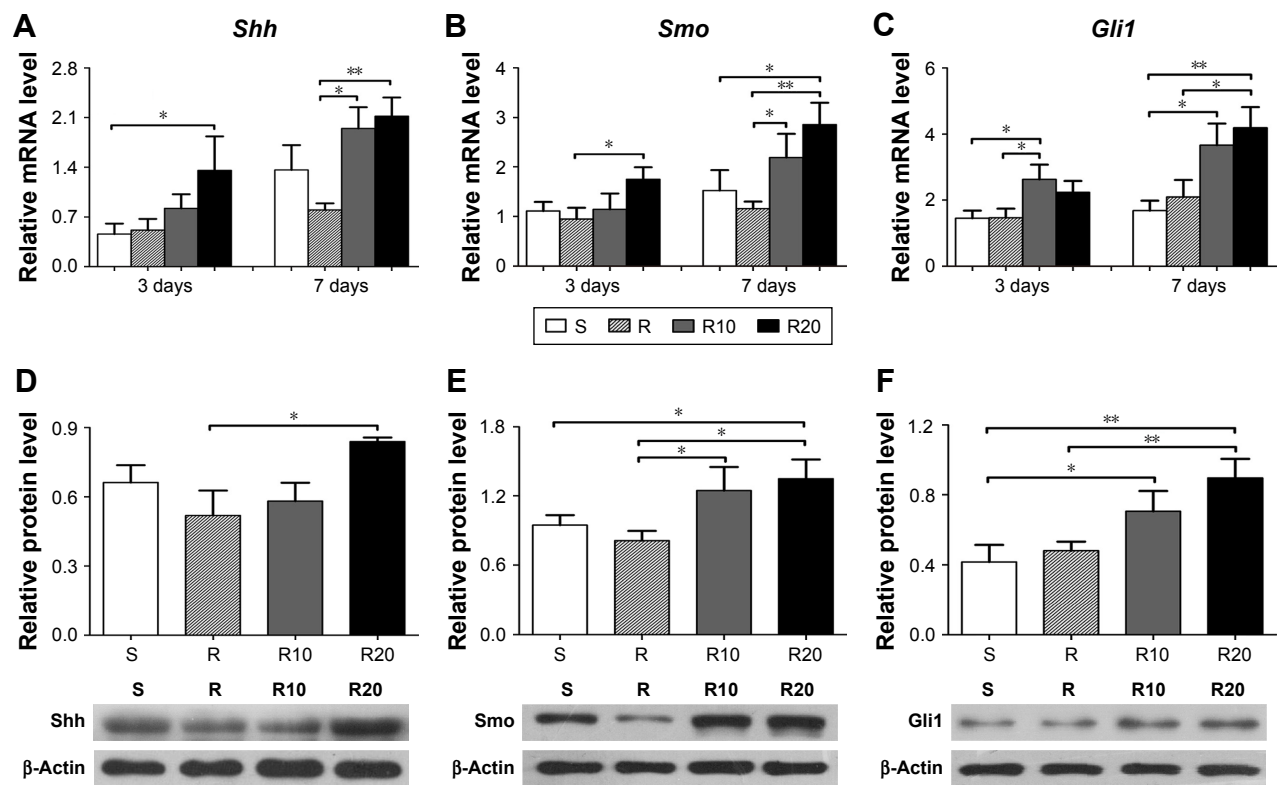 A Shh
Relative mRNA level
2.8
2.1
1.4
0.7
0.0
*
*
**
3 days 7 days
B Smo
Relative mRNA level
4
3
2
1
0
*
*
**
*
3 days 7 days
C Gli1
Relative mRNA level
6
4
2
0
*
*
**
*
*
3 days 7 days
S R R10 R20
D
Relative protein level
0.9
0.6
0.3
0.0
*
S R R10 R20
S R R10 R20
Shh
β-Actin
E
Relative protein level
1.8
1.2
0.6
0.0
*
*
*
S R R10 R20
S R R10 R20
Smo
β-Actin
F
Relative protein level
1.2
0.8
0.4
0.0
**
**
*
S R R10 R20
S R R10 R20
Gli1
β-Actin